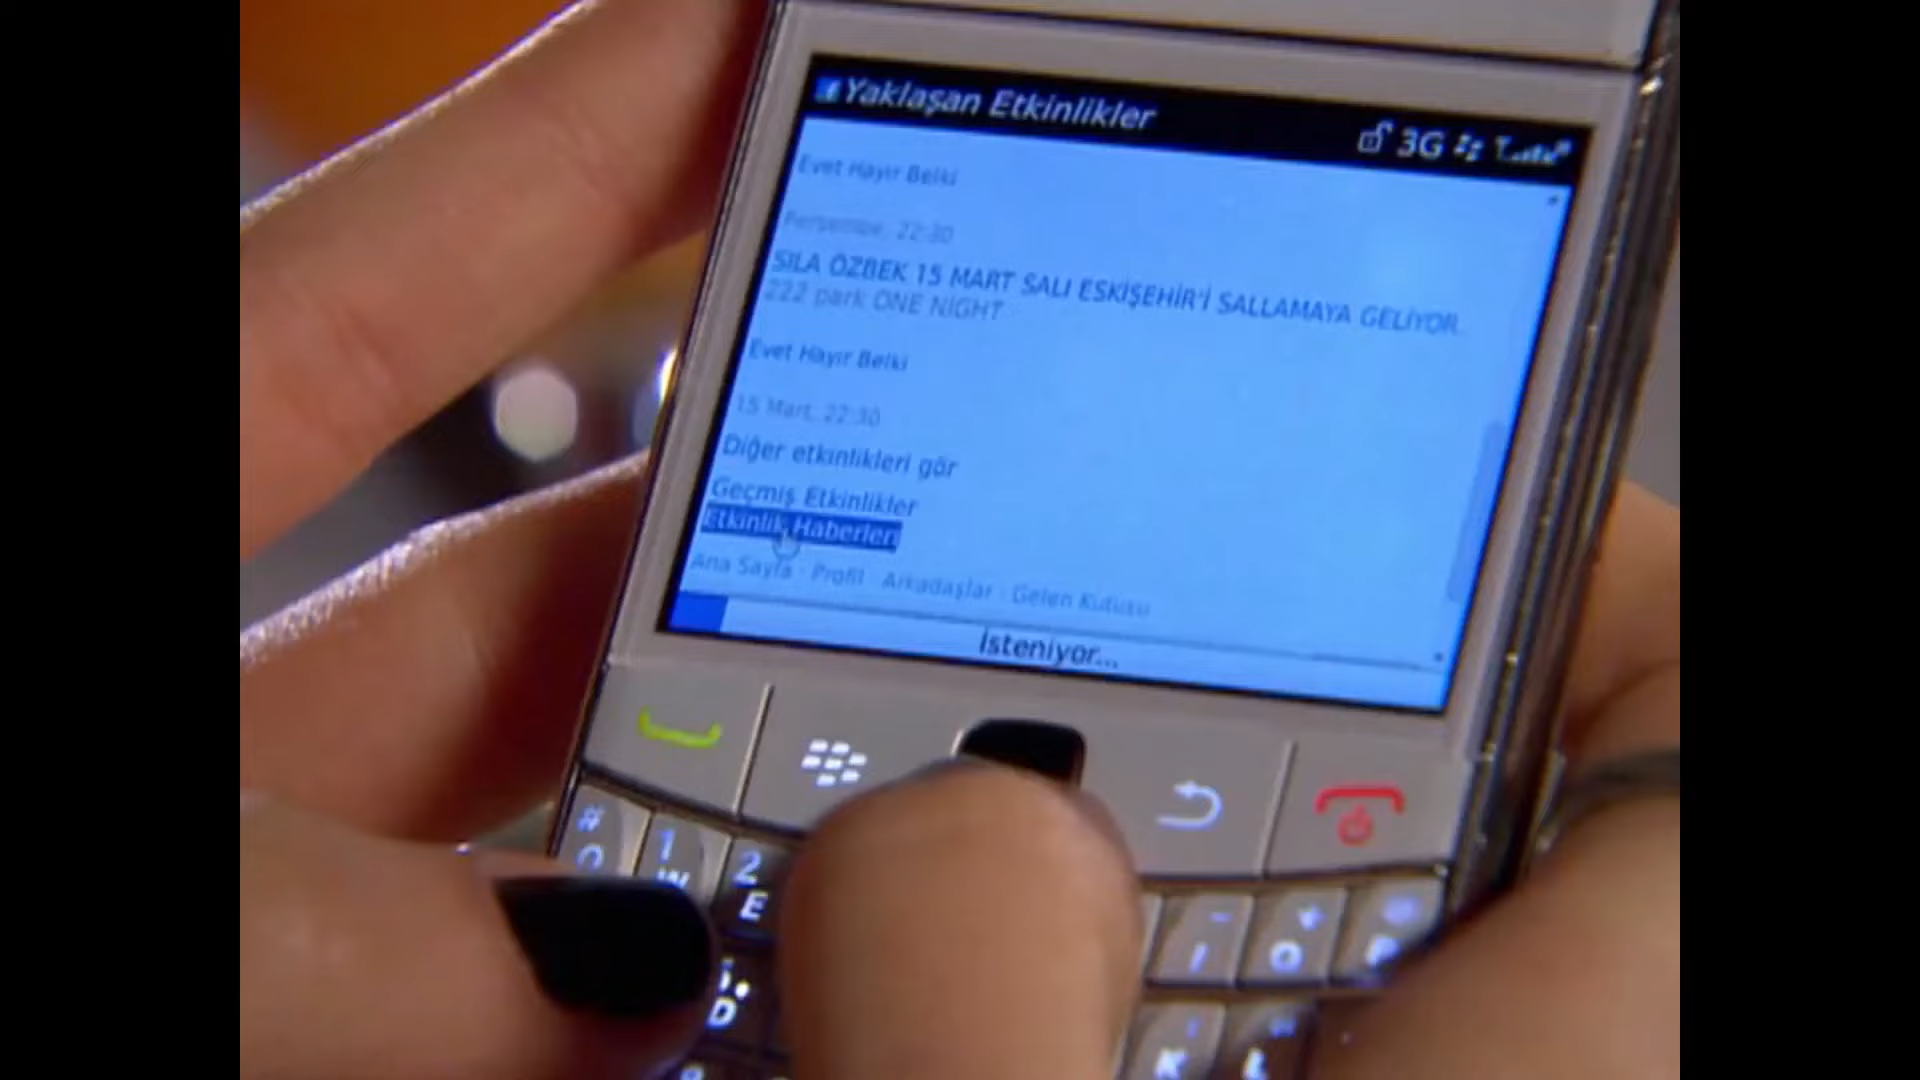 Yaklaşan Etkinlikler
3G
Evet Hayır Belki
Perşembe, 22:30
SILA ÖZBEK 15 MART SALI ESKİŞEHİR'İ SALLAMAYA GELİYOR.
222 park ONE NIGHT
Evet Hayır Belki
15 Mart, 22:30
Diğer etkinlikleri gör
Geçmiş Etkinlikler
Etkinlik Haberleri
Ana Sayfa · Profil · Arkadaşlar · Gelen Kutusu
İsteniyor...
# 1 2
W E
I O P
D
K L